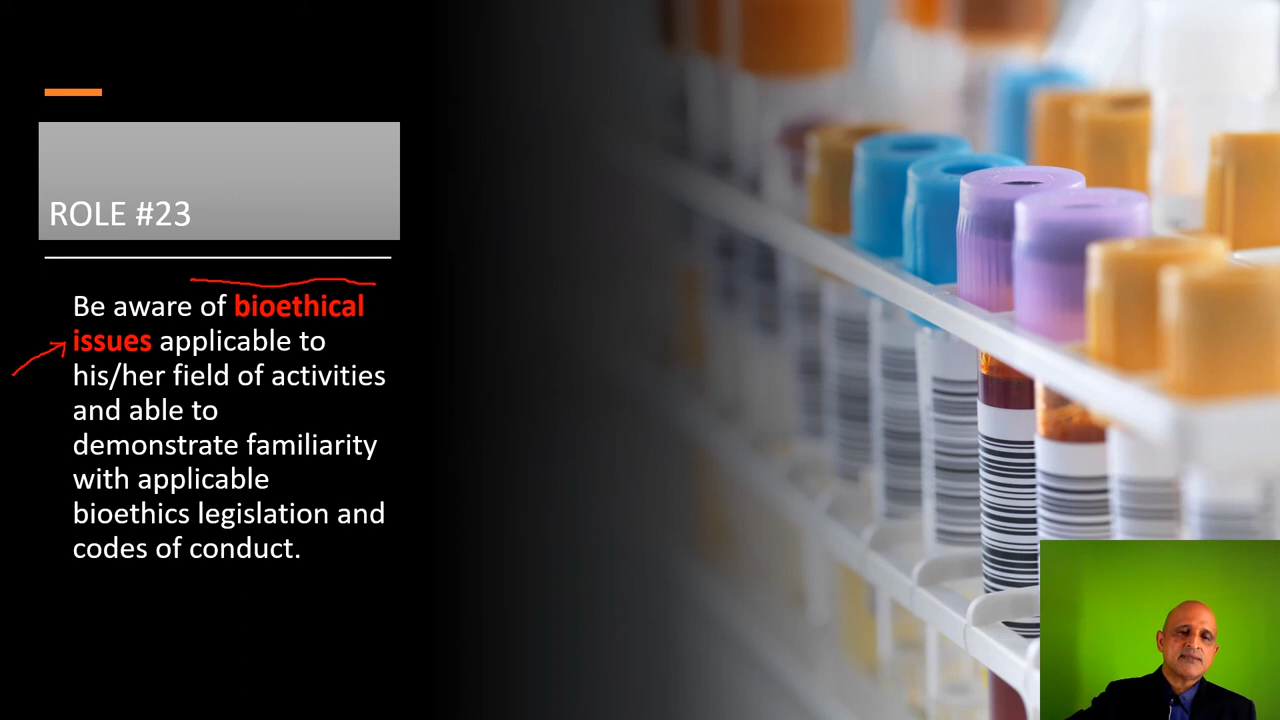 ROLE #23
Be aware of bioethical
issues applicable to
his/her field of activities
and able to
demonstrate familiarity
with applicable
bioethics legislation and
codes of conduct.